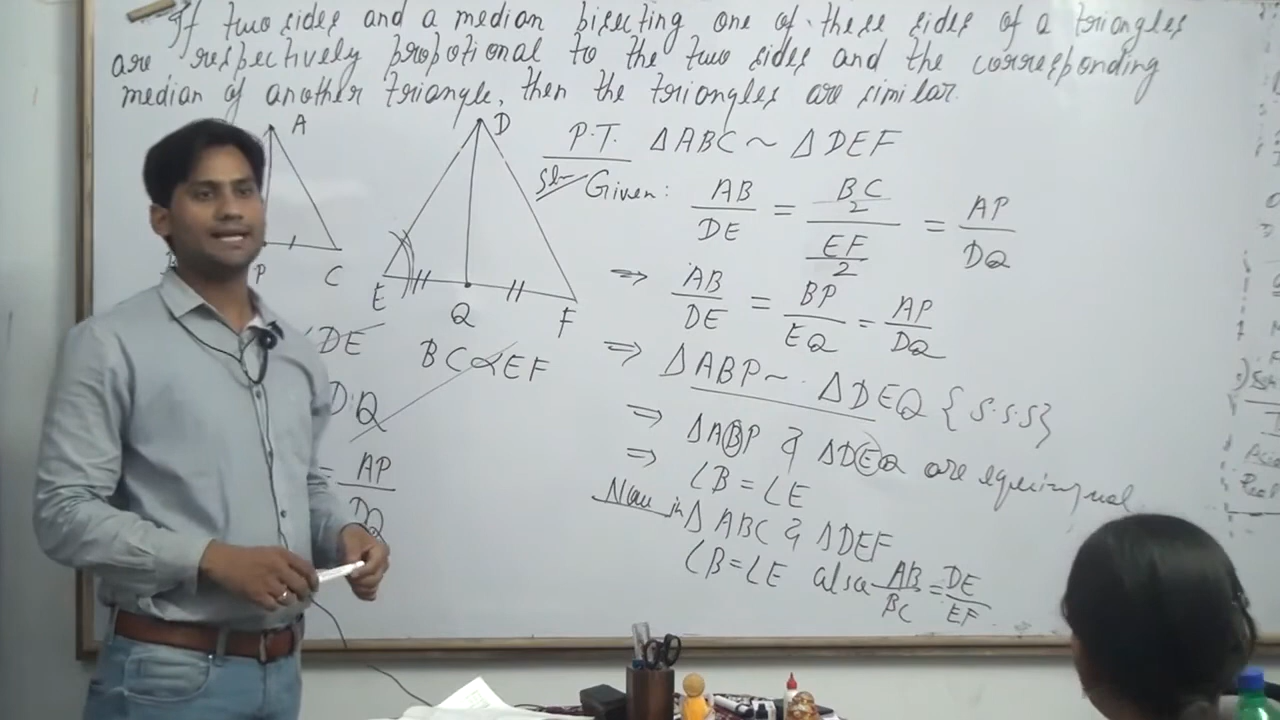 If two sides and a median bisecting one of these sides of a triangles
are respectively propotional to the two sides and the corresponding
median of another triangle, then the triangles are similar.
A
D
P.T. ΔABC ~ ΔDEF
Given: AB/DE = (BC/2)/(EF/2) = AP/DQ
P C
E Q F
⇒ AB/DE = BP/EQ = AP/DQ
DE BC ∝ EF
⇒ ΔABP ~ ΔDEQ {S.S.S}
DQ
⇒ ΔABP & ΔDEQ are equiangual
= AP/DQ
⇒ ∠B = ∠E
Now in Δ ABC & ΔDEF
∠B = ∠E also AB/BC = DE/EF